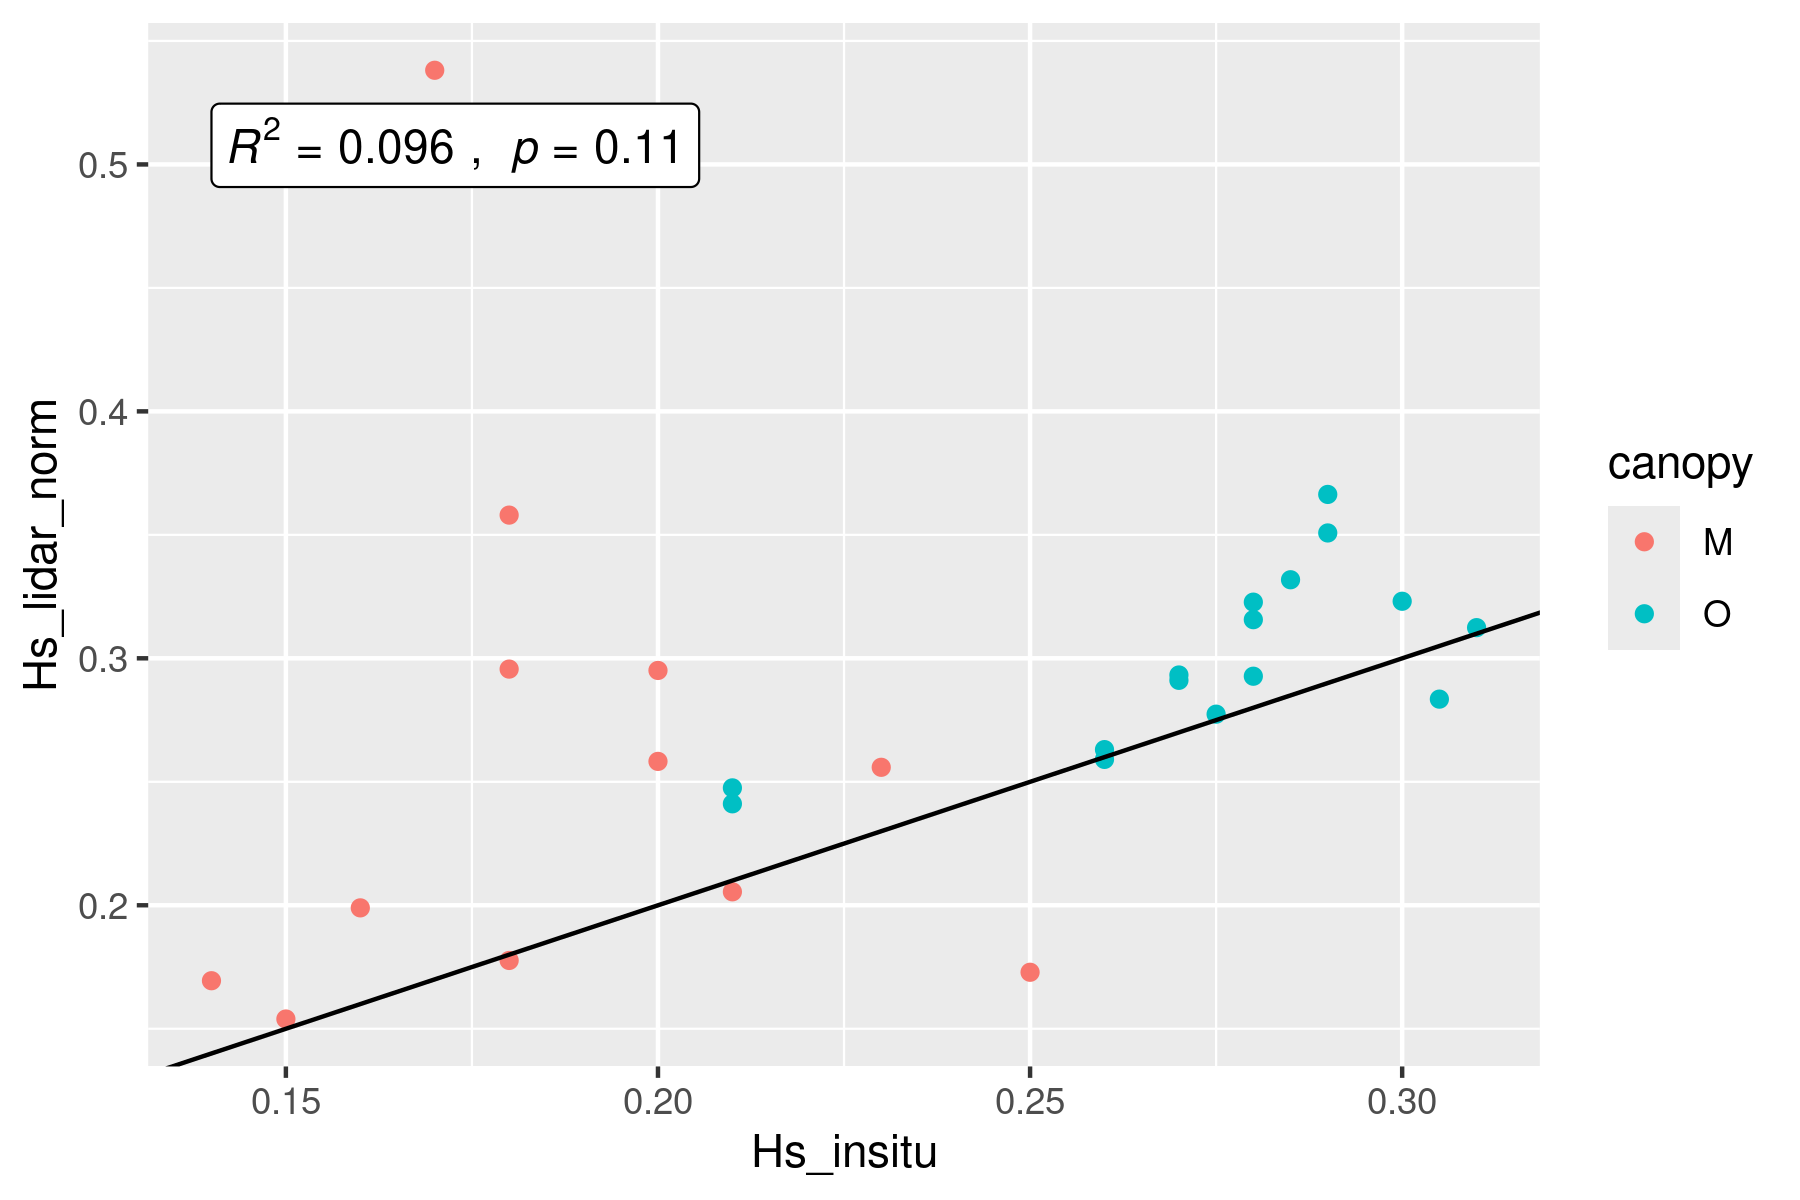 R² = 0.096 , p = 0.11
0.5
0.4
0.3
0.2
Hs_lidar_norm
0.15 0.20 0.25 0.30
Hs_insitu
canopy
M
O